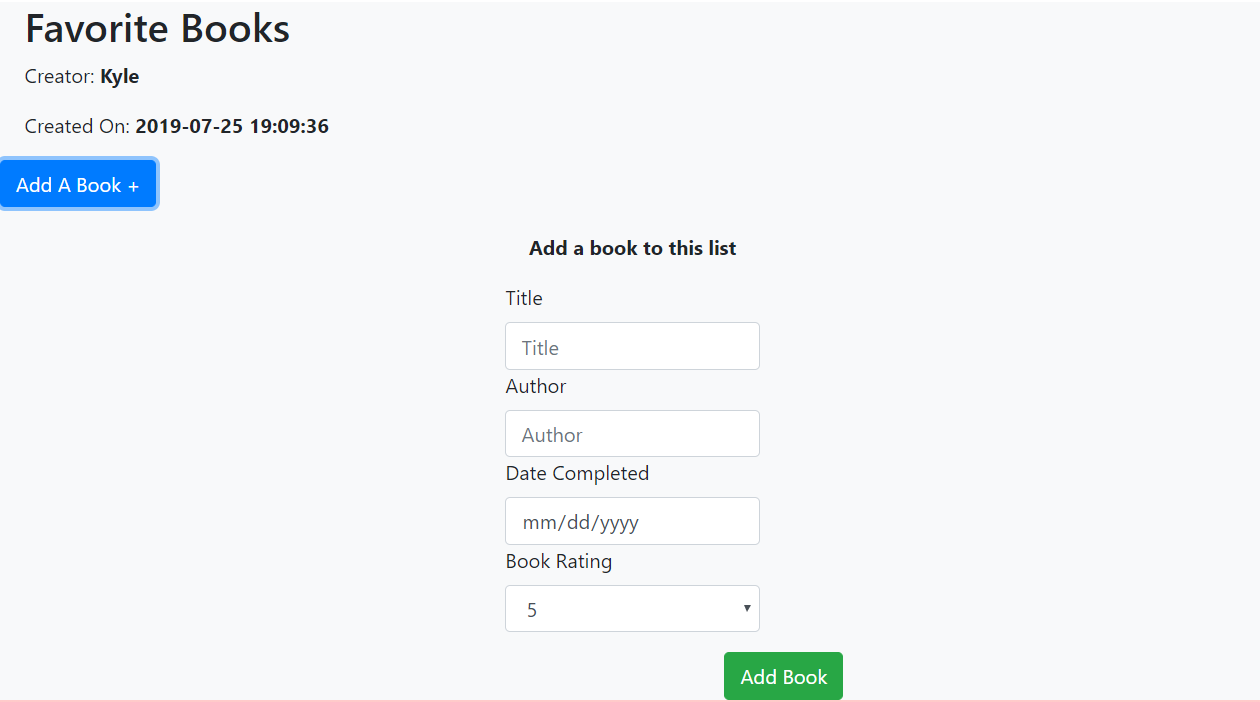 Favorite Books
Creator: Kyle
Created On: 2019-07-25 19:09:36
Add A Book +
Add a book to this list
Title
Title
Author
Author
Date Completed
mm/dd/yyyy
Book Rating
5
Add Book